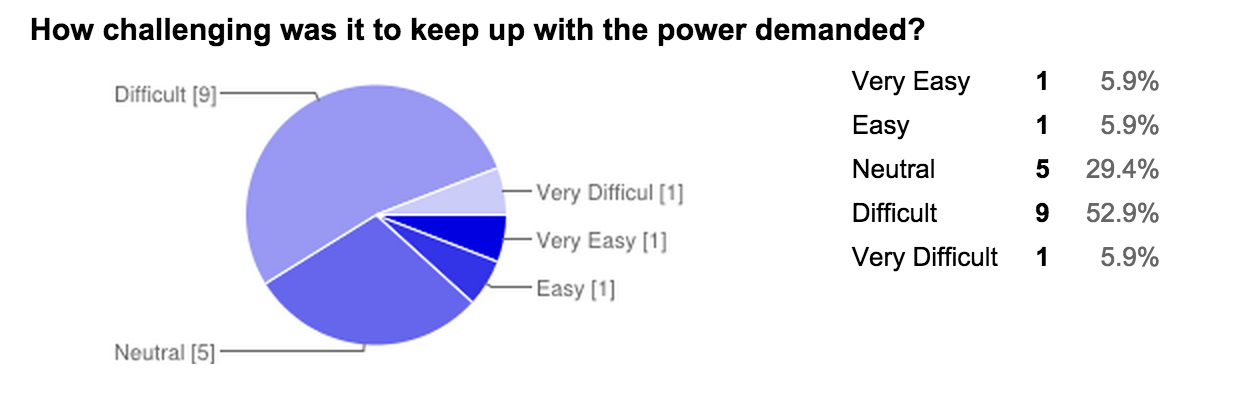 How challenging was it to keep up with the power demanded?
Difficult [9]
Very Difficul [1]
Very Easy [1]
Easy [1]
Neutral [5]
Very Easy 1 5.9%
Easy 1 5.9%
Neutral 5 29.4%
Difficult 9 52.9%
Very Difficult 1 5.9%